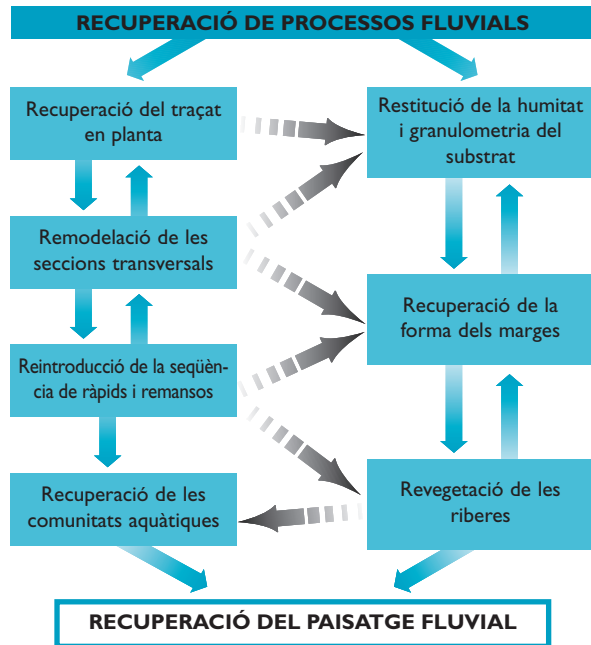 RECUPERACIÓ DE PROCESSOS FLUVIALS
Recuperació del traçat
en planta
Restitució de la humitat
i granulometria del
substrat
Remodelació de les
seccions transversals
Recuperació de la
forma dels marges
Reintroducció de la seqüèn-
cia de ràpids i remansos
Recuperació de les
comunitats aquàtiques
Revegetació de les
riberes
RECUPERACIÓ DEL PAISATGE FLUVIAL